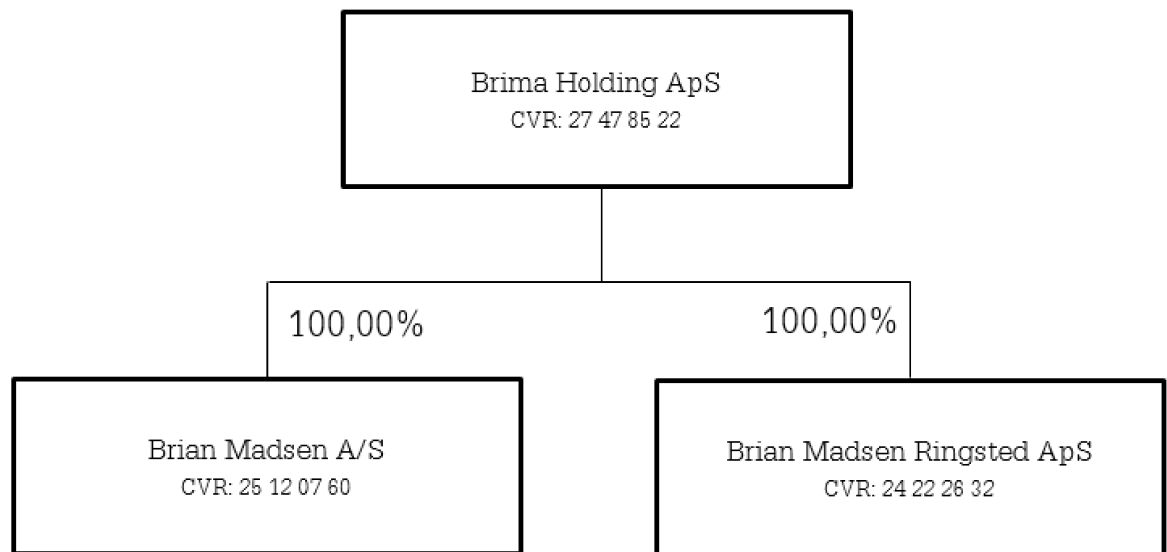 Brima Holding ApS
CVR: 27 47 85 22
100,00%
100,00%
Brian Madsen A/S
CVR: 25 12 07 60
Brian Madsen Ringsted ApS
CVR: 24 22 26 32